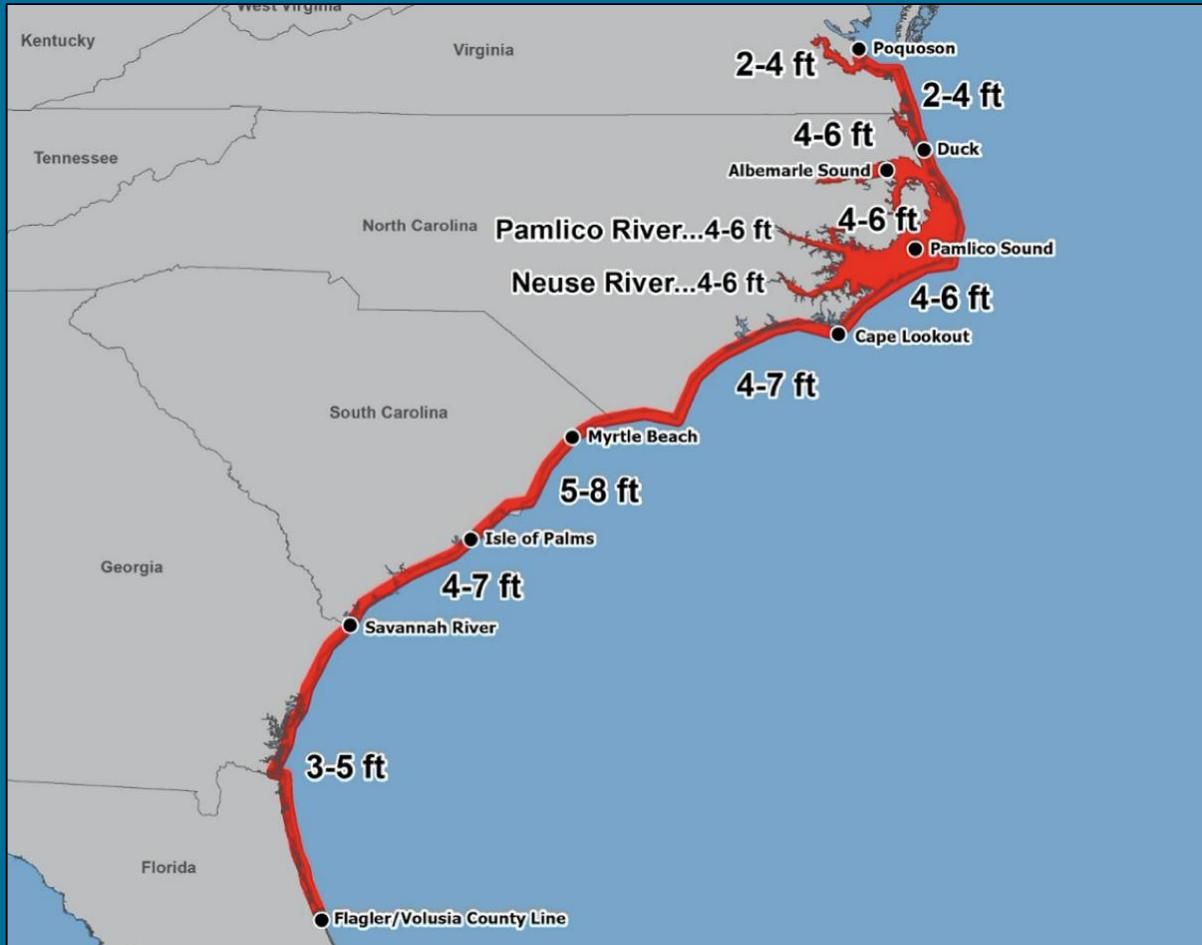 West Virginia
Kentucky
Virginia
Poquoson
2-4 ft
2-4 ft
4-6 ft
Duck
Tennessee
Albemarle Sound
North Carolina
4-6 ft
Pamlico River...4-6 ft
Pamlico Sound
Neuse River...4-6 ft
4-6 ft
Cape Lookout
4-7 ft
South Carolina
Myrtle Beach
5-8 ft
Isle of Palms
Georgia
4-7 ft
Savannah River
3-5 ft
Florida
Flagler/Volusia County Line